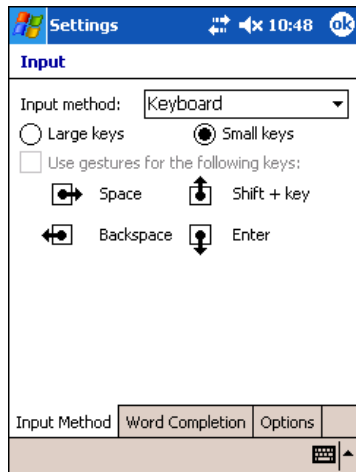 Settings 10:48 ok
Input
Input method: Keyboard
Large keys Small keys
Use gestures for the following keys:
Space Shift + key
Backspace Enter
Input Method Word Completion Options